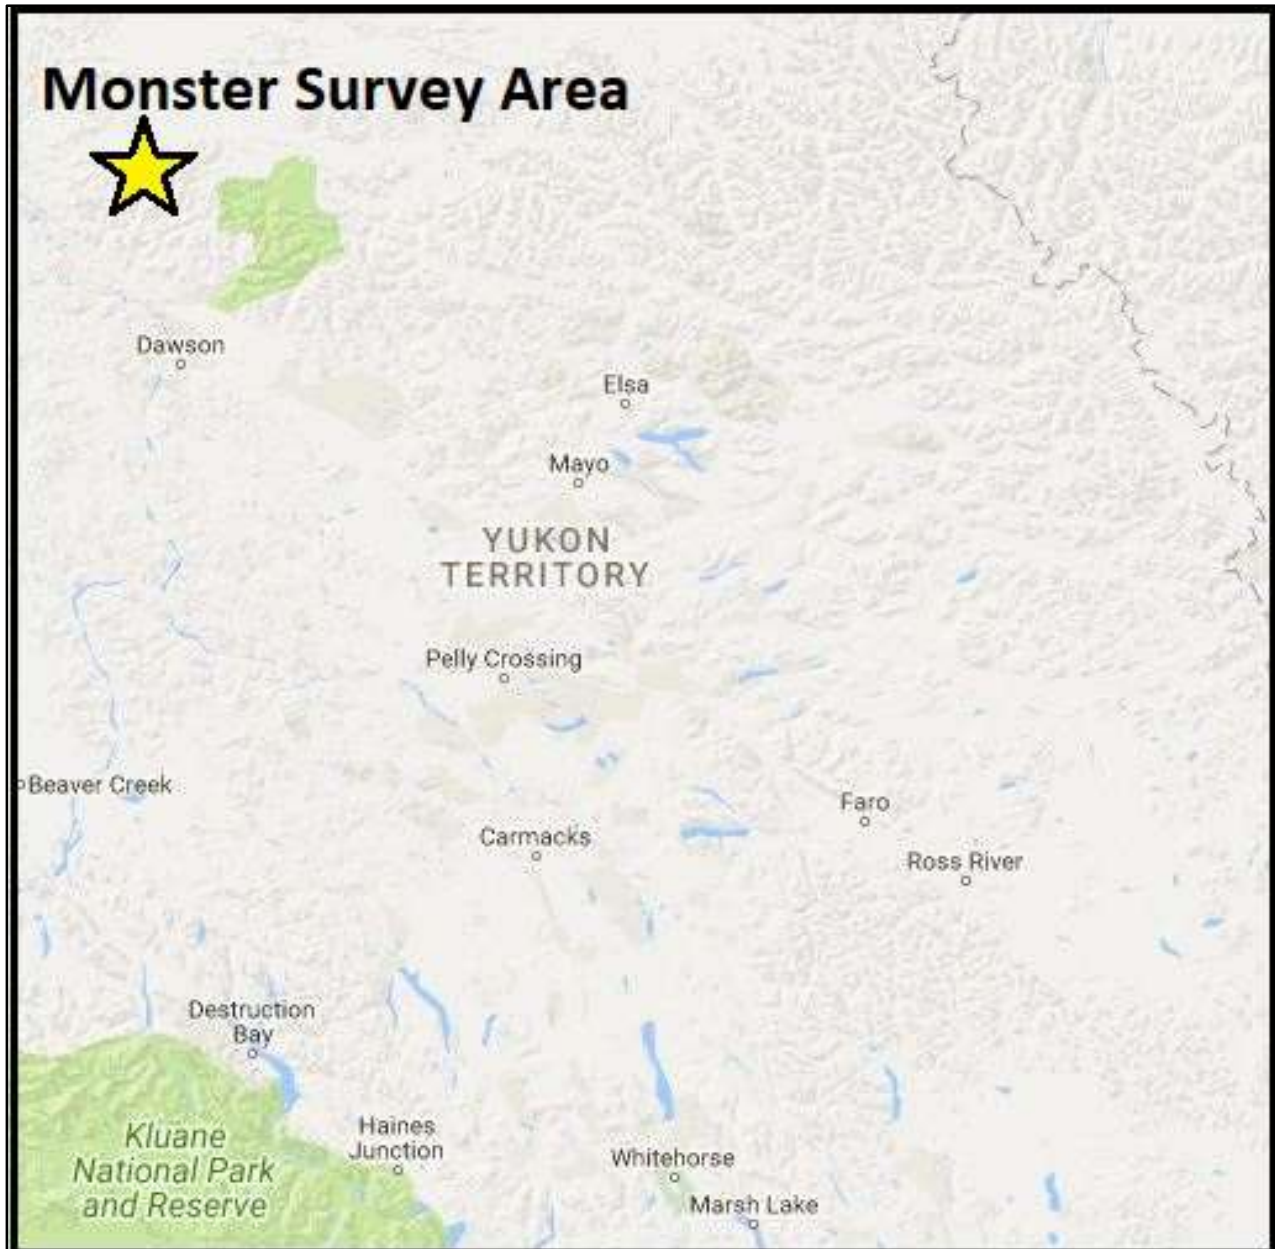 Monster Survey Area
Dawson
Elsa
Mayo
YUKON
TERRITORY
Pelly Crossing
Beaver Creek
Faro
Carmacks
Ross River
Destruction
Bay
Haines
Junction
Kluane
National Park
and Reserve
Whitehorse
Marsh Lake